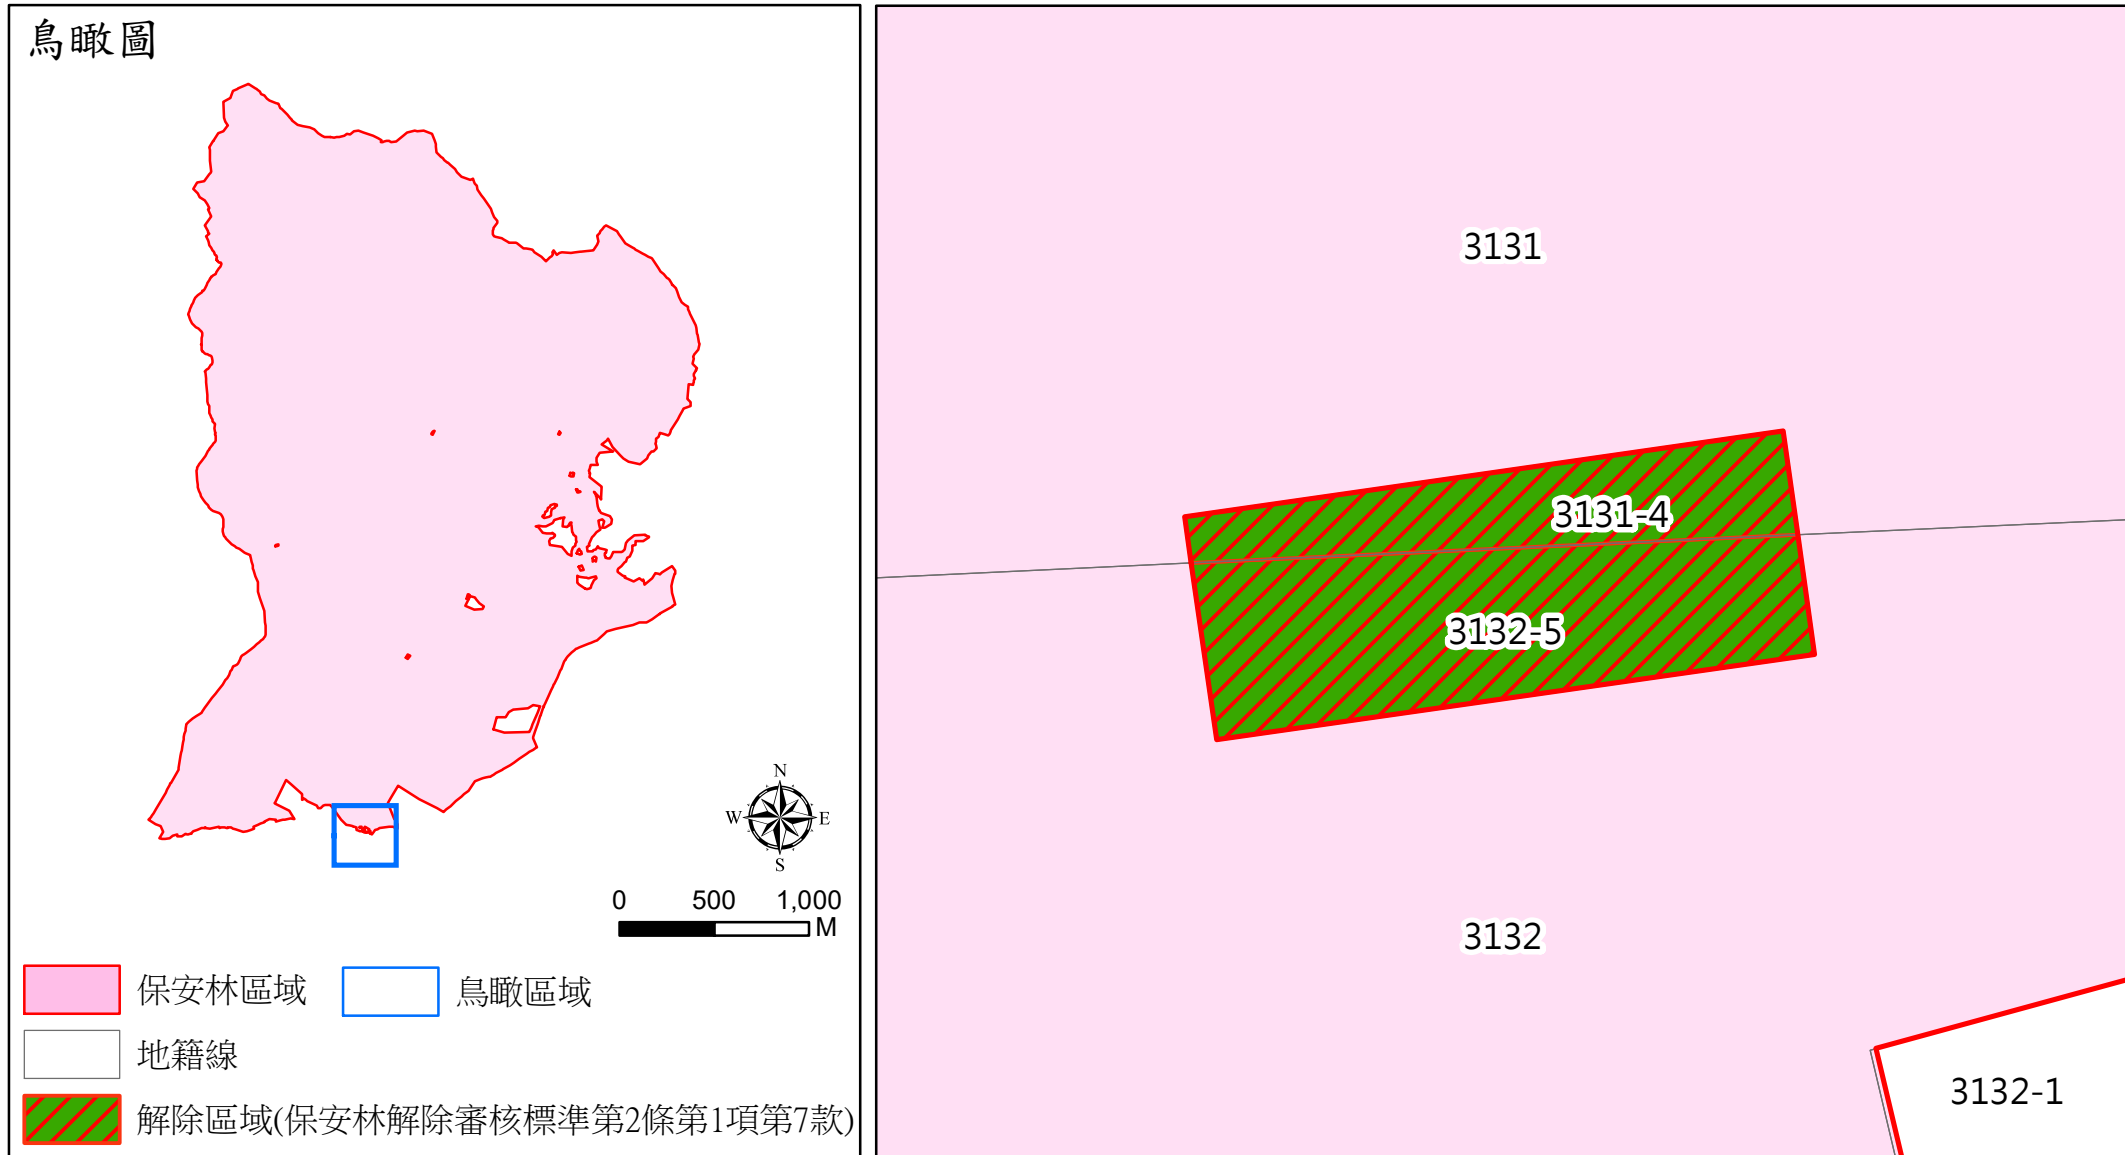 鳥瞰圖
N
W
E
S
0 500 1,000
M
保安林區域
鳥瞰區域
地籍線
解除區域(保安林解除審核標準第2條第1項第7款)
3131
3131-4
3132-5
3132
3132-1